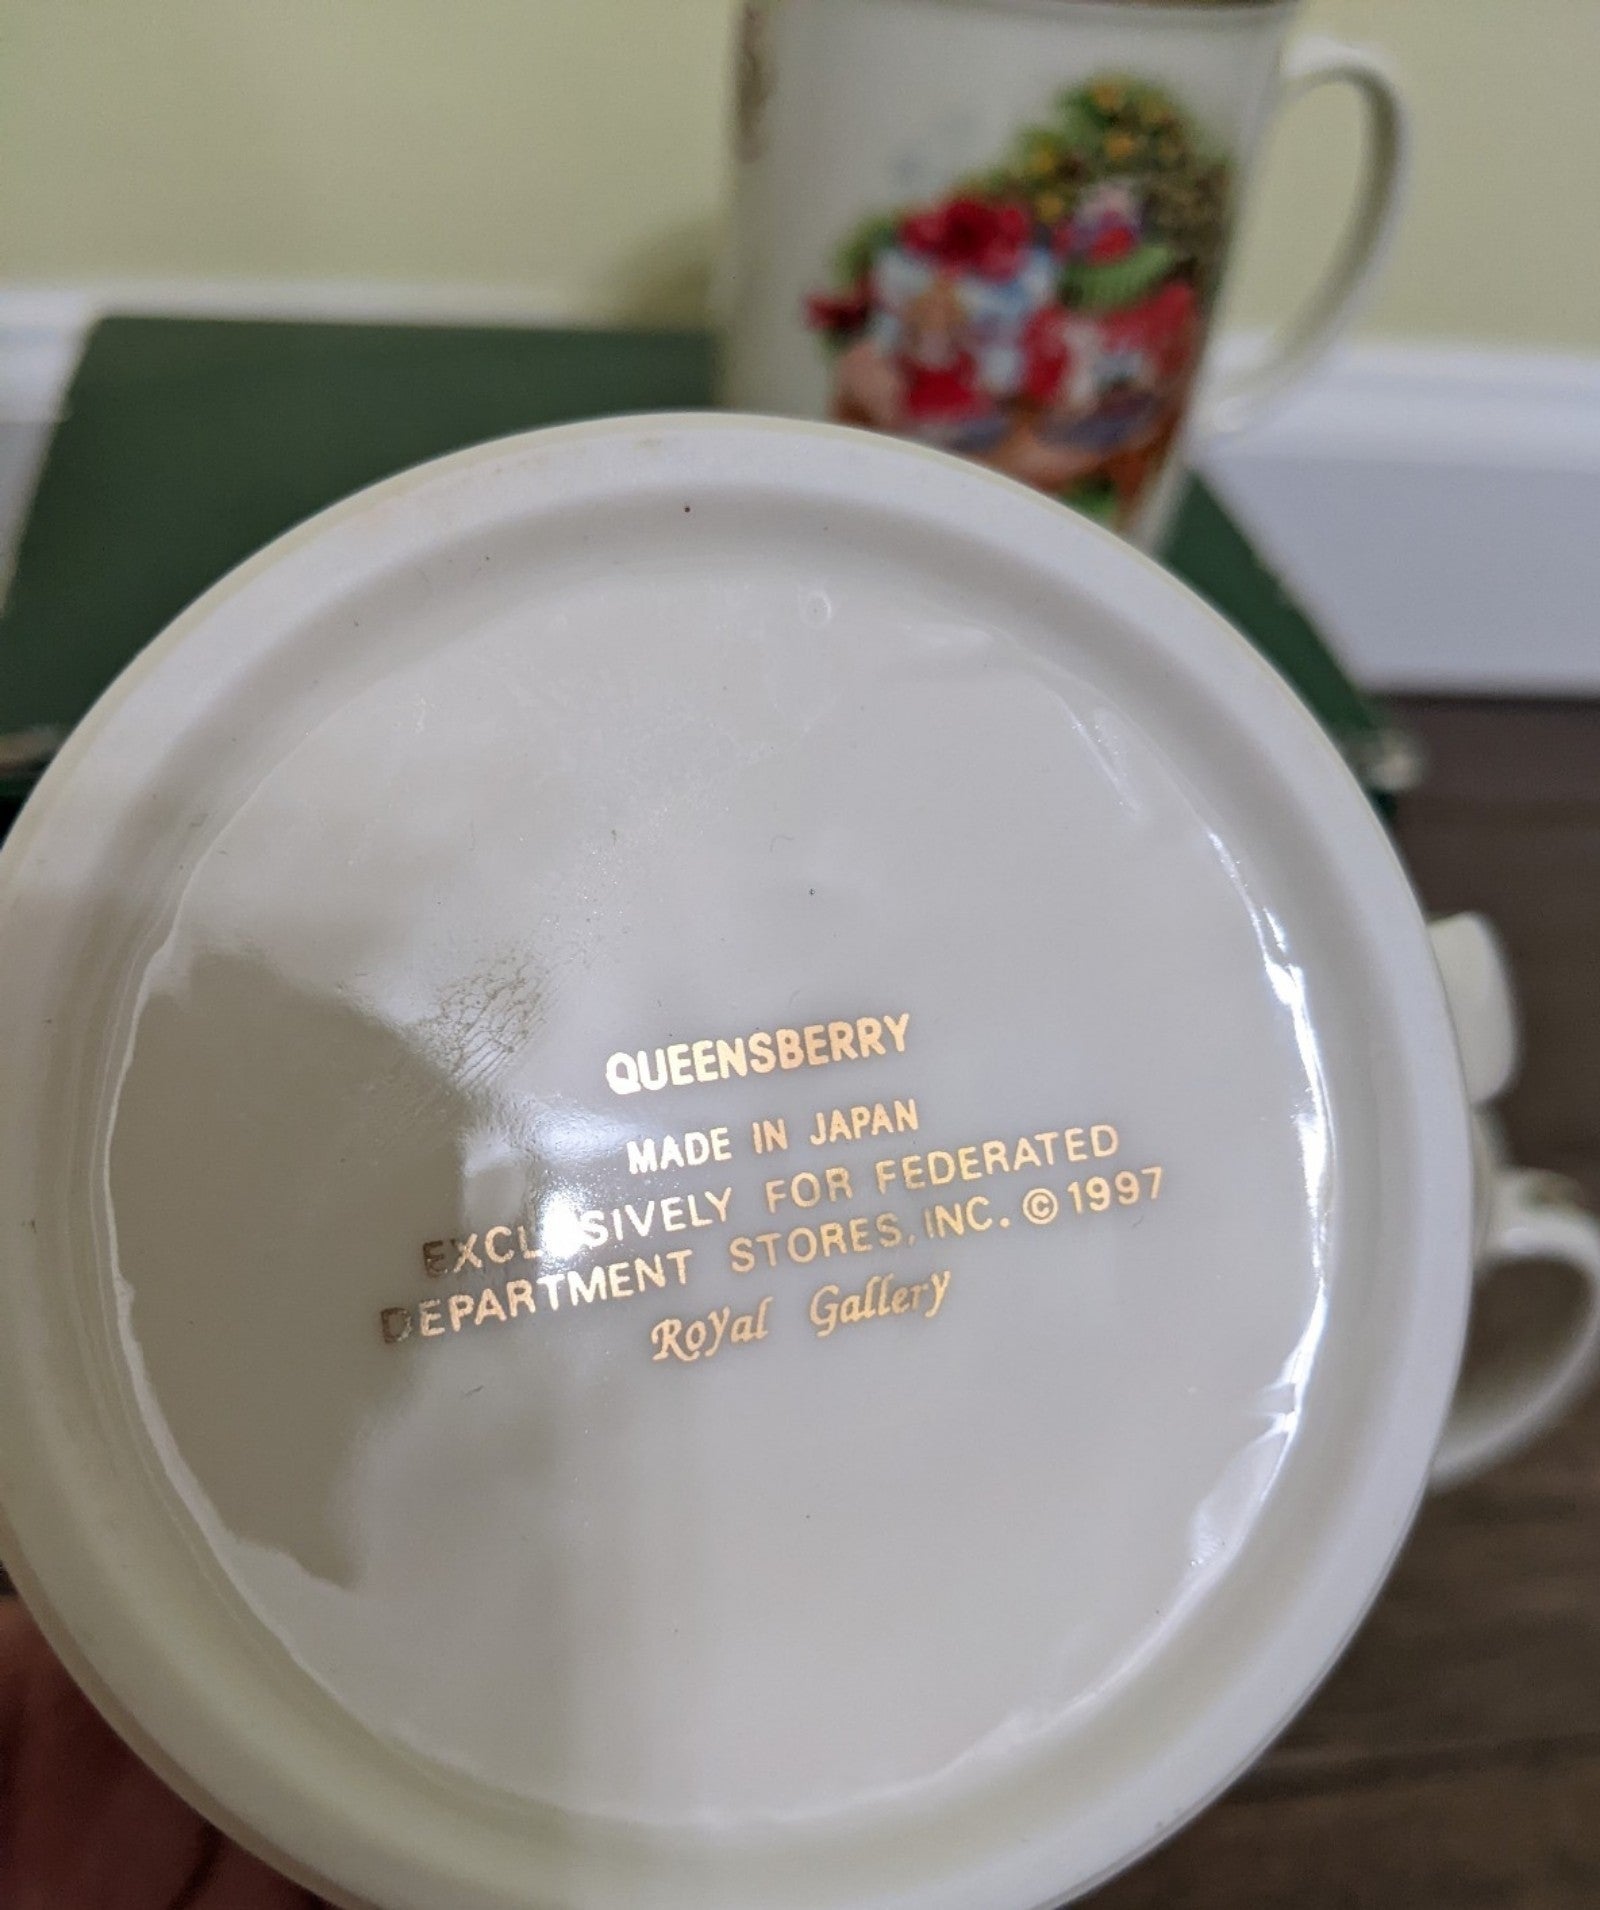 QUEENSBERRY
MADE IN JAPAN
EXCLUSIVELY FOR FEDERATED
DEPARTMENT STORES, INC. © 1997
Royal Gallery